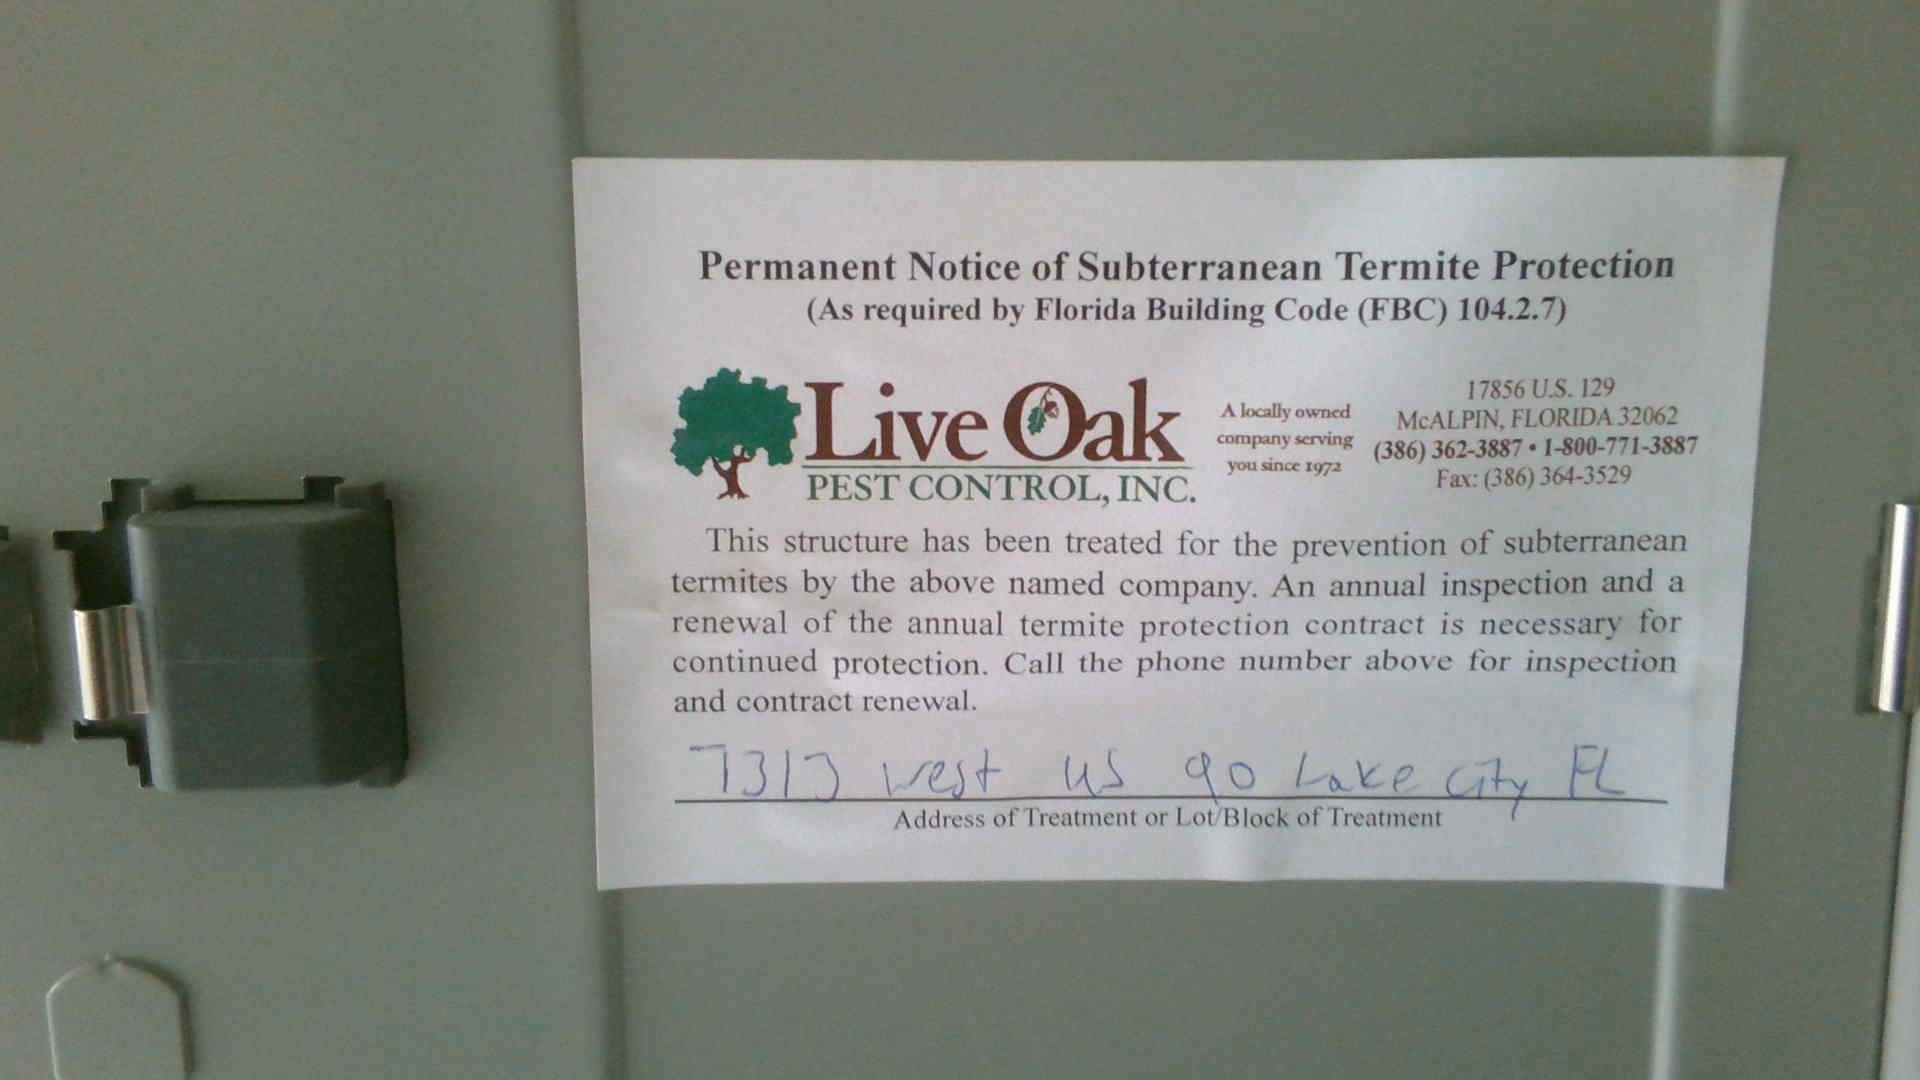 Permanent Notice of Subterranean Termite Protection
(As required by Florida Building Code (FBC) 104.2.7)
Live Oak
PEST CONTROL, INC.
A locally owned
company serving
you since 1972
17856 U.S. 129
McALPIN, FLORIDA 32062
(386) 362-3887 • 1-800-771-3887
Fax: (386) 364-3529
This structure has been treated for the prevention of subterranean
termites by the above named company. An annual inspection and a
renewal of the annual termite protection contract is necessary for
continued protection. Call the phone number above for inspection
and contract renewal.
7313 West US 90 Lake City FL
Address of Treatment or Lot/Block of Treatment